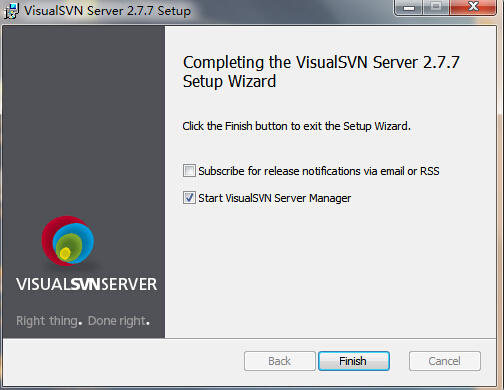 VisualSVN Server 2.7.7 Setup
Completing the VisualSVN Server 2.7.7
Setup Wizard
Click the Finish button to exit the Setup Wizard.
Subscribe for release notifications via email or RSS
Start VisualSVN Server Manager
VISUALSVNSERVER
Right thing. Done right.
Back
Finish
Cancel